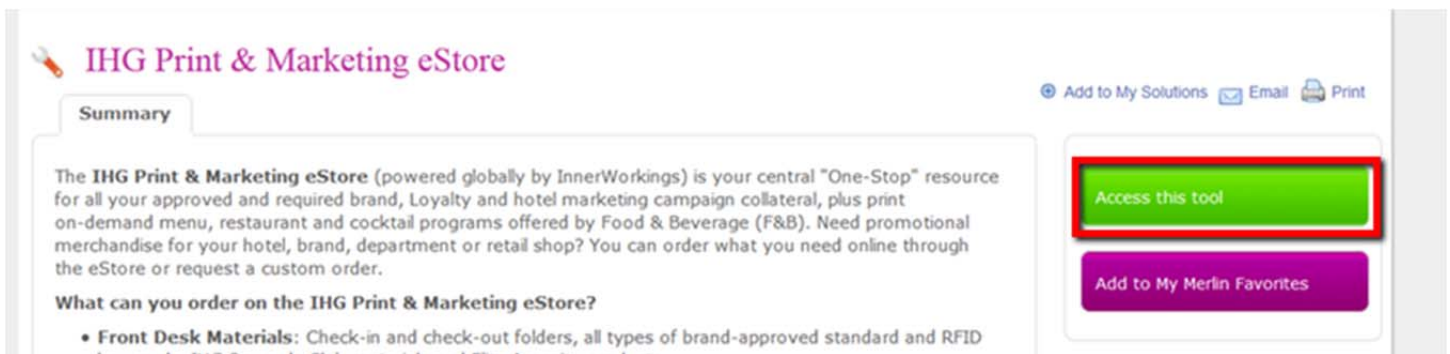 IHG Print & Marketing eStore
Add to My Solutions Email Print
Summary
The IHG Print & Marketing eStore (powered globally by InnerWorkings) is your central "One-Stop" resource
for all your approved and required brand, Loyalty and hotel marketing campaign collateral, plus print
on-demand menu, restaurant and cocktail programs offered by Food & Beverage (F&B). Need promotional
merchandise for your hotel, brand, department or retail shop? You can order what you need online through
the eStore or request a custom order.
What can you order on the IHG Print & Marketing eStore?
• Front Desk Materials: Check-in and check-out folders, all types of brand-approved standard and RFID
Access this tool
Add to My Merlin Favorites